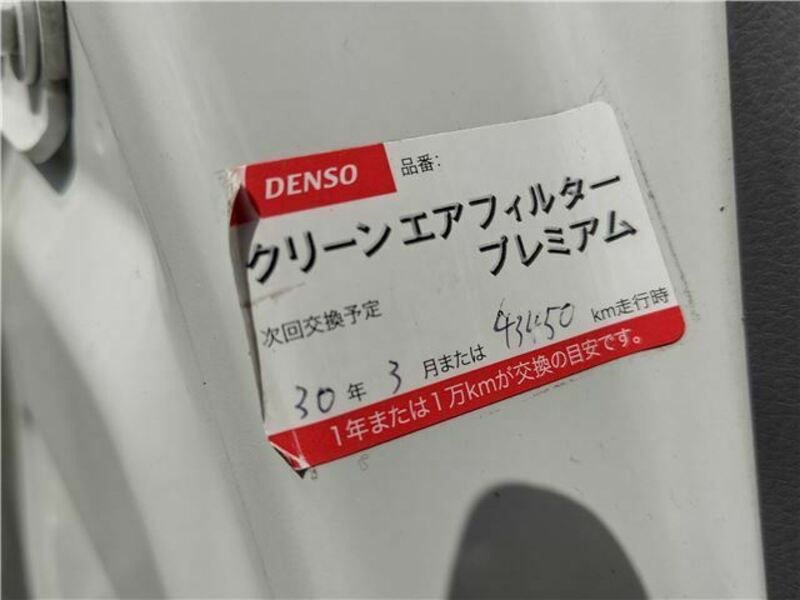 DENSO 品番:
クリーンエアフィルター
プレミアム
次回交換予定
30年 3月または 43450 km走行時
1年または1万kmが交換の目安です。